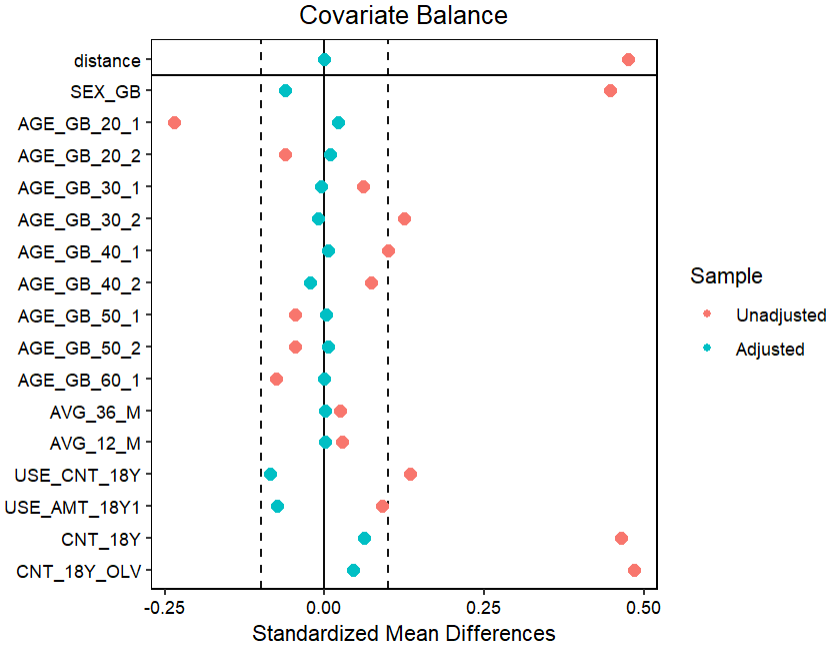 Covariate Balance
distance
SEX_GB
AGE_GB_20_1
AGE_GB_20_2
AGE_GB_30_1
AGE_GB_30_2
AGE_GB_40_1
AGE_GB_40_2
AGE_GB_50_1
AGE_GB_50_2
AGE_GB_60_1
AVG_36_M
AVG_12_M
USE_CNT_18Y
USE_AMT_18Y1
CNT_18Y
CNT_18Y_OLV
-0.25 0.00 0.25 0.50
Standardized Mean Differences
Sample
Unadjusted
Adjusted